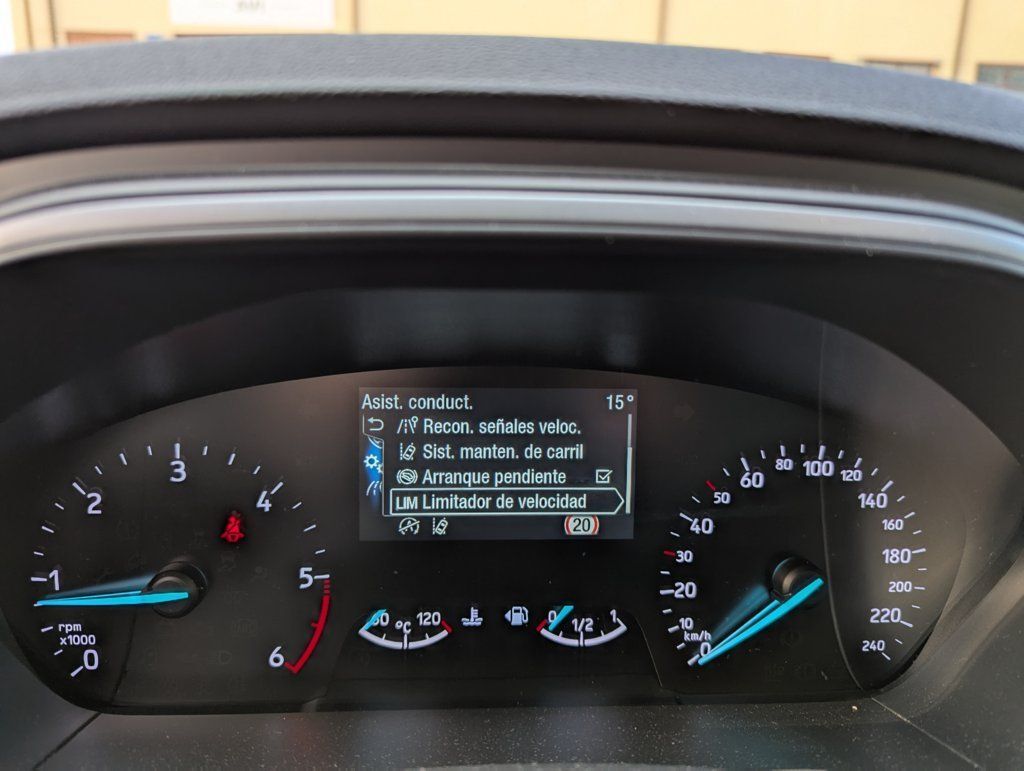 Asist. conduct. 15°
Recon. señales veloc.
Sist. manten. de carril
Arranque pendiente
LIM Limitador de velocidad
20
0
1
2
3
4
5
6
rpm
x1000
°C 120
0 1/2 1
0
10
20
30
40
50
60
80
100
120
140
160
180
200
220
240
km/h